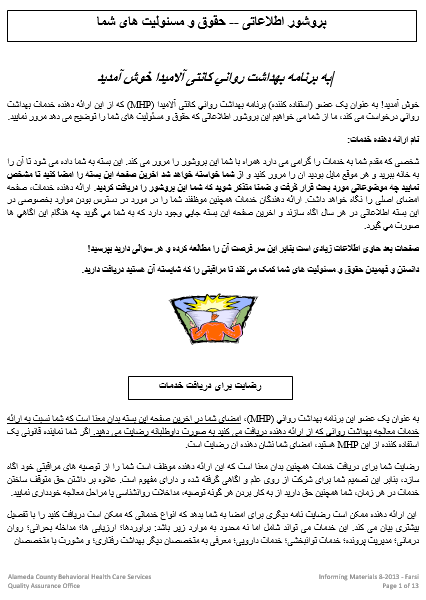 بروشور اطلاعاتی -- حقوق و مسئولیت های شما
به برنامه بهداشت رواني کانتی آلامیدا خوش آمدید
خوش آمدید! به عنوان یک عضو (استفاده کننده) برنامه بهداشت رواني کانتی آلامیدا (MHP) که از این ارائه دهنده خدمات بهداشت
رواني درخواست می کند، ما از شما می خواهیم این بروشور اطلاعاتی که حقوق و مسئولیت های شما را توضیح می دهد مرور نمایید.
نام ارائه دهنده خدمات:
شخصی که مقدم شما به خدمات را گرامی می دارد همراه با شما این بروشور را مرور می کند. این بسته به شما داده می شود تا آن را
به خانه ببرید و هر موقع مایل بودید آن را مرور کنید و از شما خواسته خواهد شد اخرین صفحه این بسته را امضا کنید تا مشخص
نمایید چه موضوعاتی مورد بحث قرار گرفت و ضمنا متذکر شوید که شما این بروشور را دریافت کردید. ارائه دهنده خدمات، صفحه
امضای اصلی را نگاه خواهد داشت. ارائه دهندگان خدمات همچنین موظفند شما را در مورد در دسترس بودن موارد بخصوصی در
این بسته اطلاعاتی در هر سال اگاه سازند و اخرین صفحه این بسته جایی وجود دارد که به شما می گوید چه هنگام این اگاهی ها
صورت می گیرد.
صفحات بعد حاوی اطلاعات زیادی است بنابر این سر فرصت آن را مطالعه کرده و هر سوالی دارید بپرسید!
دانستن و فهمیدن حقوق و مسئولیت های شما کمک می کند تا مراقبتی را که شایسته آن هستید دریافت دارید.
رضایت برای دریافت خدمات
به عنوان یک عضو این برنامه بهداشت رواني (MHP)، امضای شما در اخرین صفحه این بسته بدان معنا است که شما نسبت به ارائه
خدمات معالجه بهداشت رواني که از ارائه دهنده دریافت می کنید به صورت داوطلبانه رضایت می دهید. اگر شما نماینده قانونی یک
استفاده کننده از این MHP هستید، امضای شما نشان دهنده ان رضایت است.
رضایت شما برای دریافت خدمات همچنین بدان معنا است که این ارائه دهنده موظف است شما را از توصیه های مراقبتی خود اگاه
سازد، بنابر این تصمیم شما برای شرکت از روی علم و اگاهی گرفته شده و دارای مفهوم است. علاوه بر داشتن حق متوقف ساختن
خدمات در هر زمان، شما همچنین حق دارید از به کار بردن هر گونه توصیه، مداخلات روانشناسی یا مراحل معالجه خودداری نمایید.
این ارائه دهنده ممکن است رضایت نامه دیگری برای امضا به شما بدهد که انواع خدماتی که ممکن است دریافت کنید را با تفصیل
بیشتری بیان می کند. این خدمات می تواند شامل اما نه محدود به موارد زیر باشد: براوردها؛ ارزیابی ها؛ مداخله بحرانی؛ روان
درمانی؛ مدیریت پرونده؛ خدمات توانبخشی؛ خدمات دارویی؛ معرفی به متخصصان دیگر بهداشت رفتاری؛ و مشورت با متخصصان
Alameda County Behavioral Health Care Services Informing Materials 8-2013 - Farsi
Quality Assurance Office Page 1 of 13